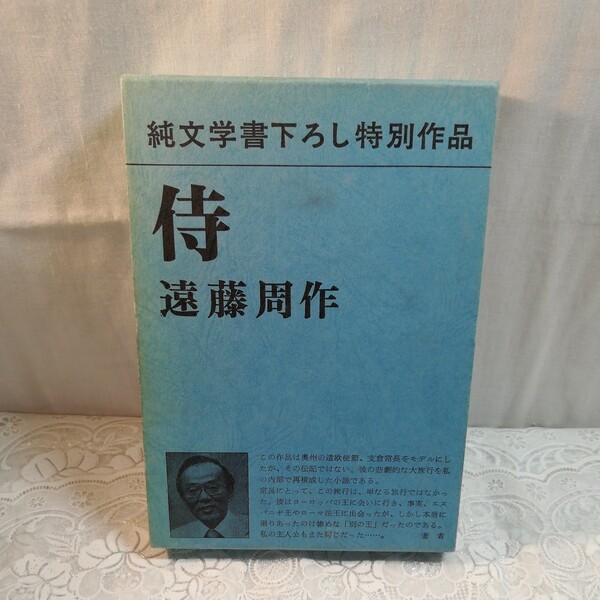 純文学書下ろし特別作品
侍
遠藤周作
この作品は奥州の遣欧使節、支倉常長をモデルにし
たが、その伝記ではない。彼の悲劇的な大旅行を私
の内部で再構成した小説である。
常長にとって、この旅行は、単なる旅行ではなかっ
た。彼はヨーロッパの王に会いに行き、事実、エス
パニヤ王やローマ法王に出会ったが、しかし本当に
廻りあったのは惨めな「別の王」だったのである。
私の主人公もまた同じだった……。
著者